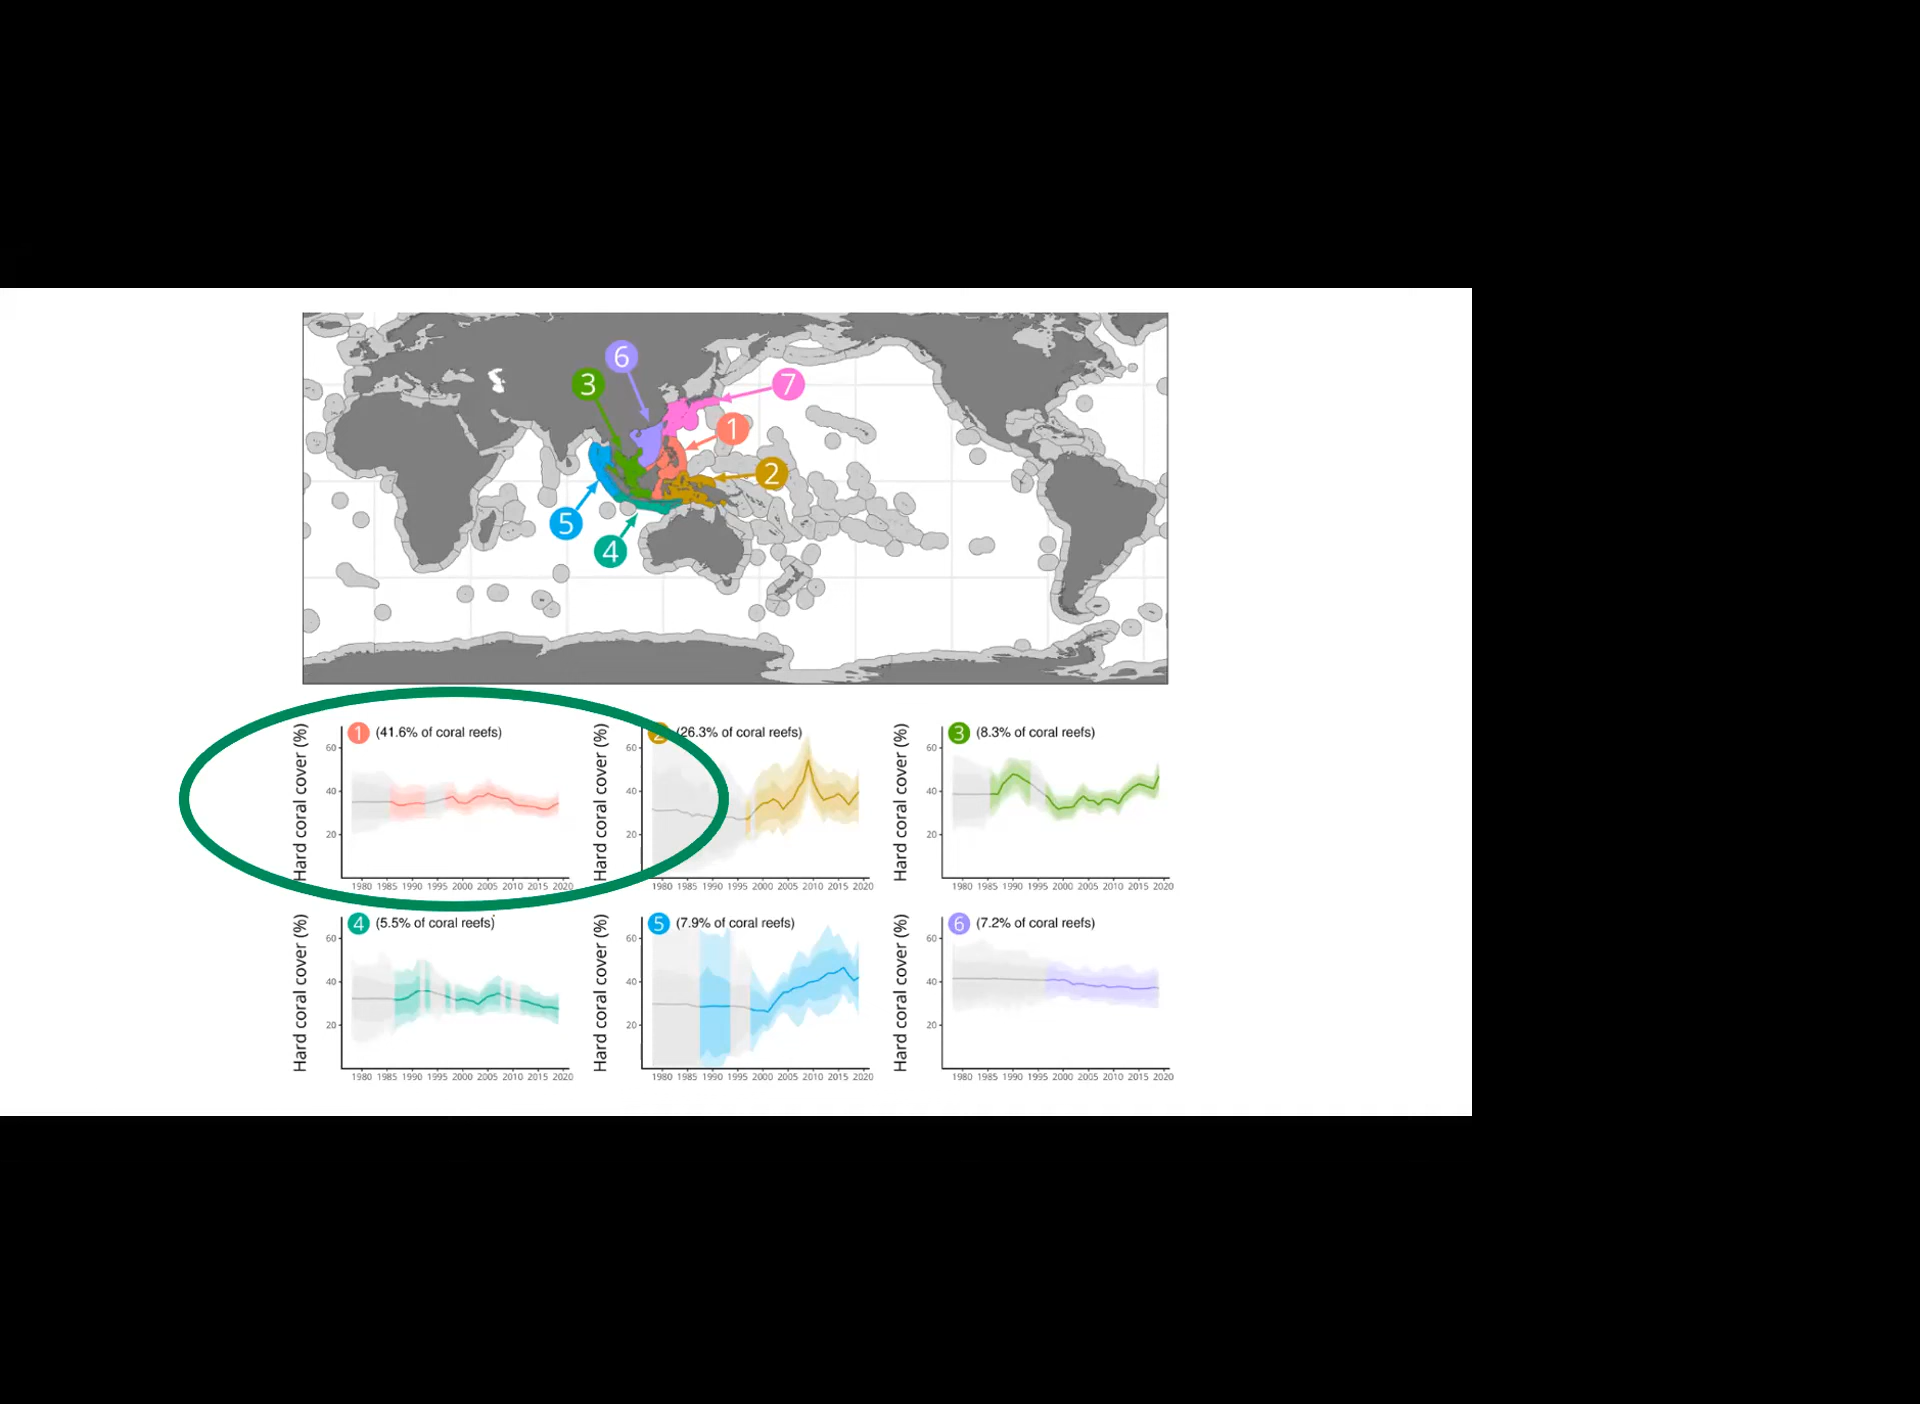 6
3
7
1
2
5
4
Hard coral cover (%)
1 (41.6% of coral reefs)
60
40
20
1980 1985 1990 1995 2000 2005 2010 2015 2020
Hard coral cover (%)
2 (26.3% of coral reefs)
60
40
20
1980 1985 1990 1995 2000 2005 2010 2015 2020
Hard coral cover (%)
3 (8.3% of coral reefs)
60
40
20
1980 1985 1990 1995 2000 2005 2010 2015 2020
Hard coral cover (%)
4 (5.5% of coral reefs)
60
40
20
1980 1985 1990 1995 2000 2005 2010 2015 2020
Hard coral cover (%)
5 (7.9% of coral reefs)
60
40
20
1980 1985 1990 1995 2000 2005 2010 2015 2020
Hard coral cover (%)
6 (7.2% of coral reefs)
60
40
20
1980 1985 1990 1995 2000 2005 2010 2015 2020